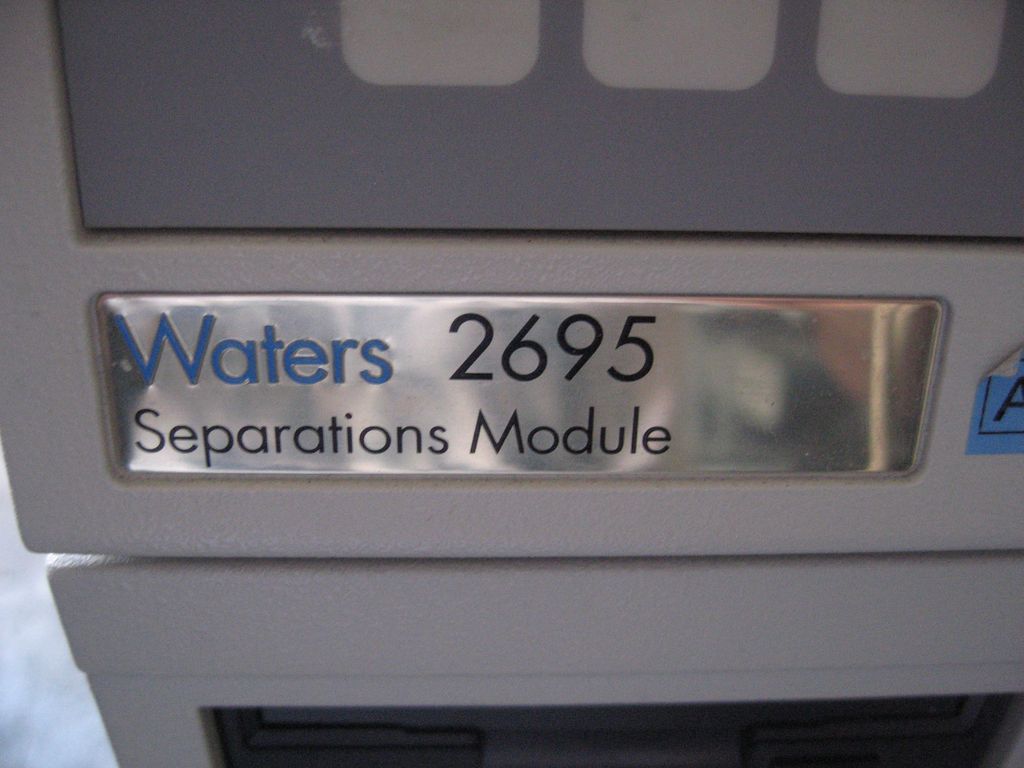 Waters 2695
Separations Module
A